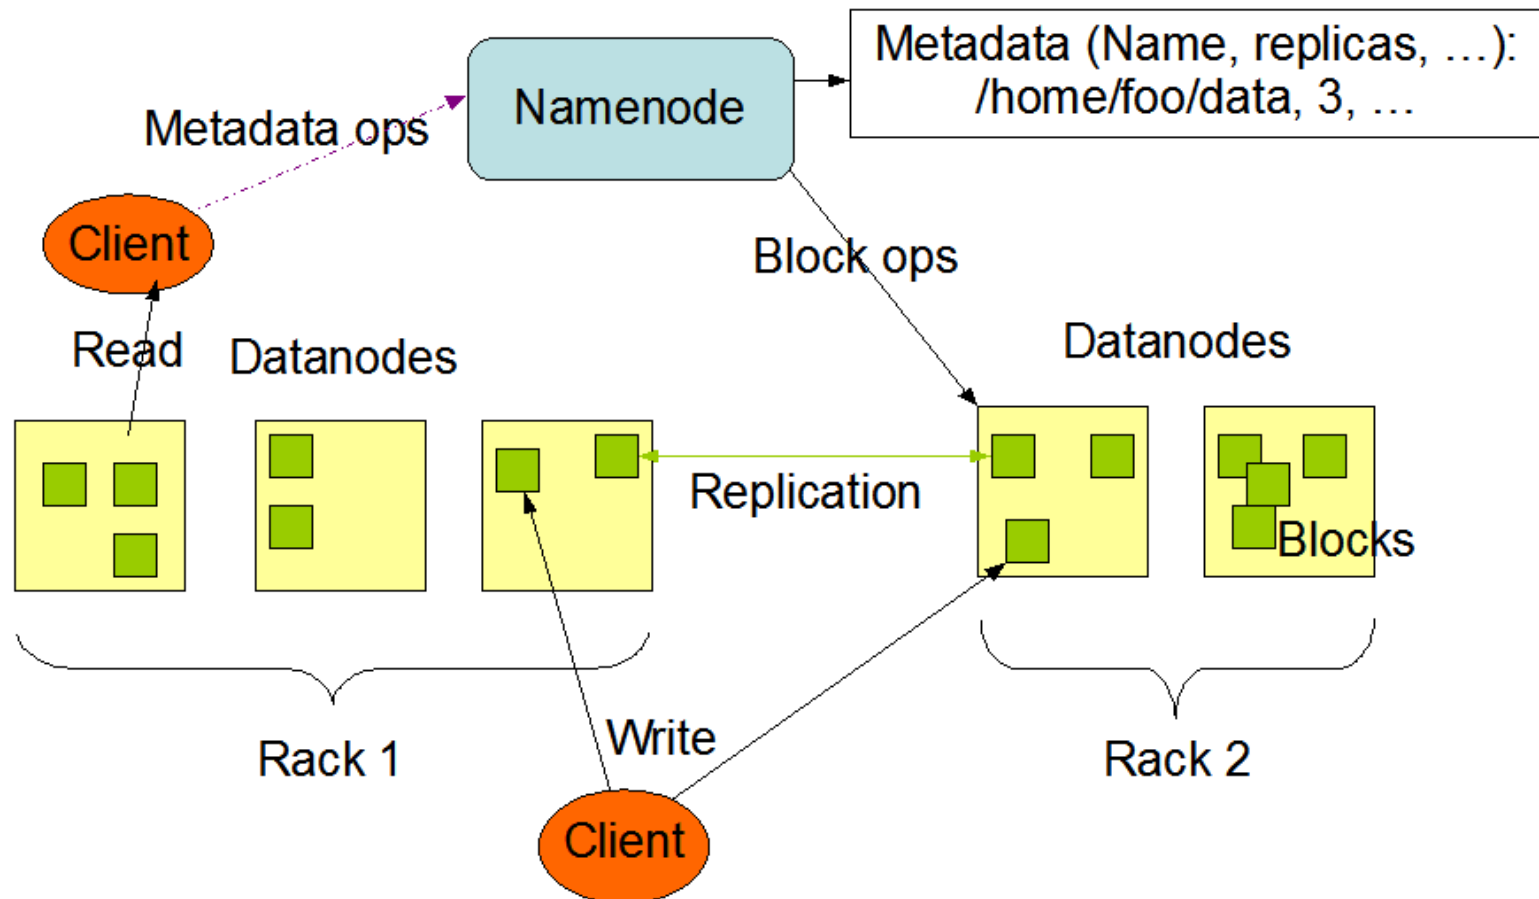 Metadata (Name, replicas, …):
/home/foo/data, 3, …
Namenode
Metadata ops
Client
Block ops
Read
Datanodes
Datanodes
Replication
Blocks
Rack 1
Write
Rack 2
Client